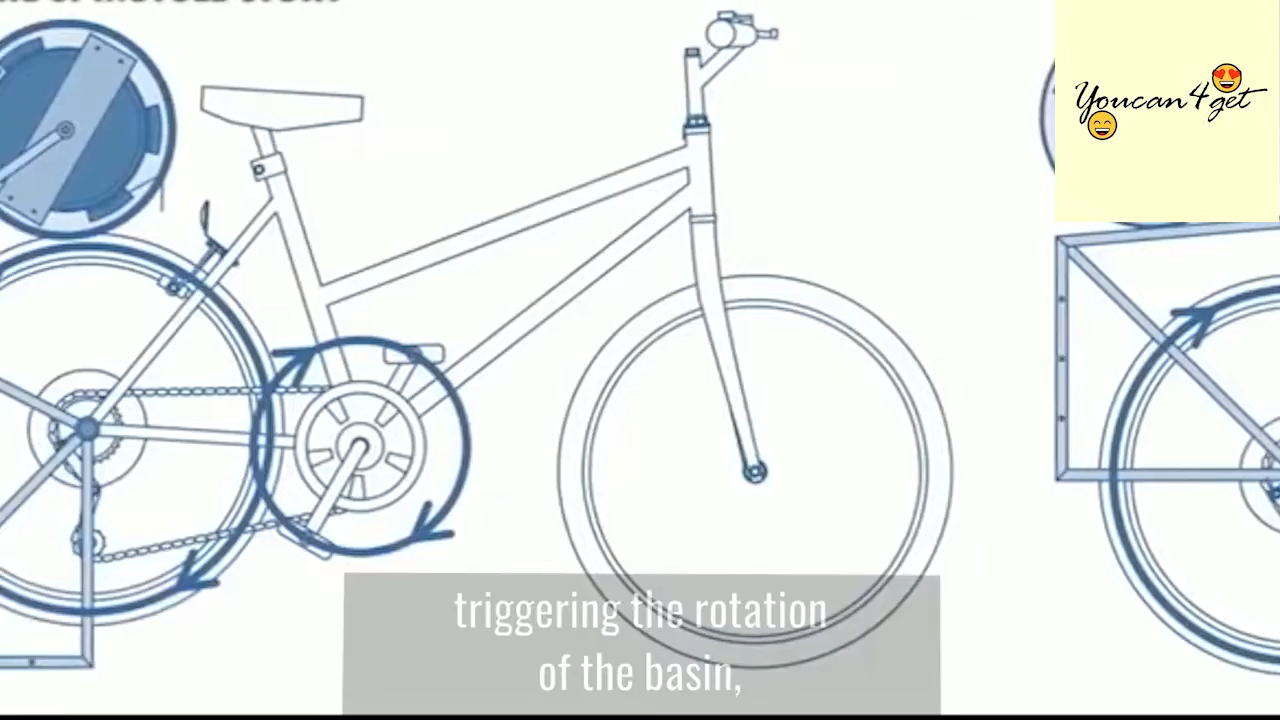 Youcan4get
triggering the rotation
of the basin,